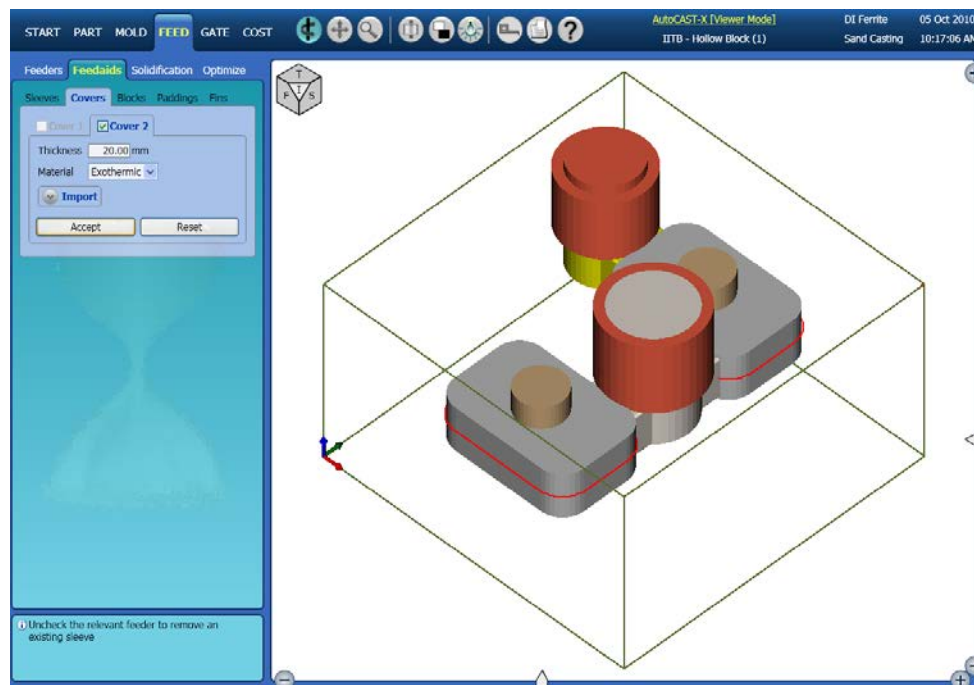 START PART MOLD FEED GATE COST
AutoCAST-X [Viewer Mode]
IITB - Hollow Block (1)
DI Ferrite
Sand Casting
05 Oct 2010
10:17:06 AM
Feeders Feedaids Solidification Optimize
Sleeves Covers Blocks Paddings Fins
Cover 1 Cover 2
Thickness 20.00 mm
Material Exothermic
Import
Accept Reset
T
F I S
Uncheck the relevant feeder to remove an
existing sleeve